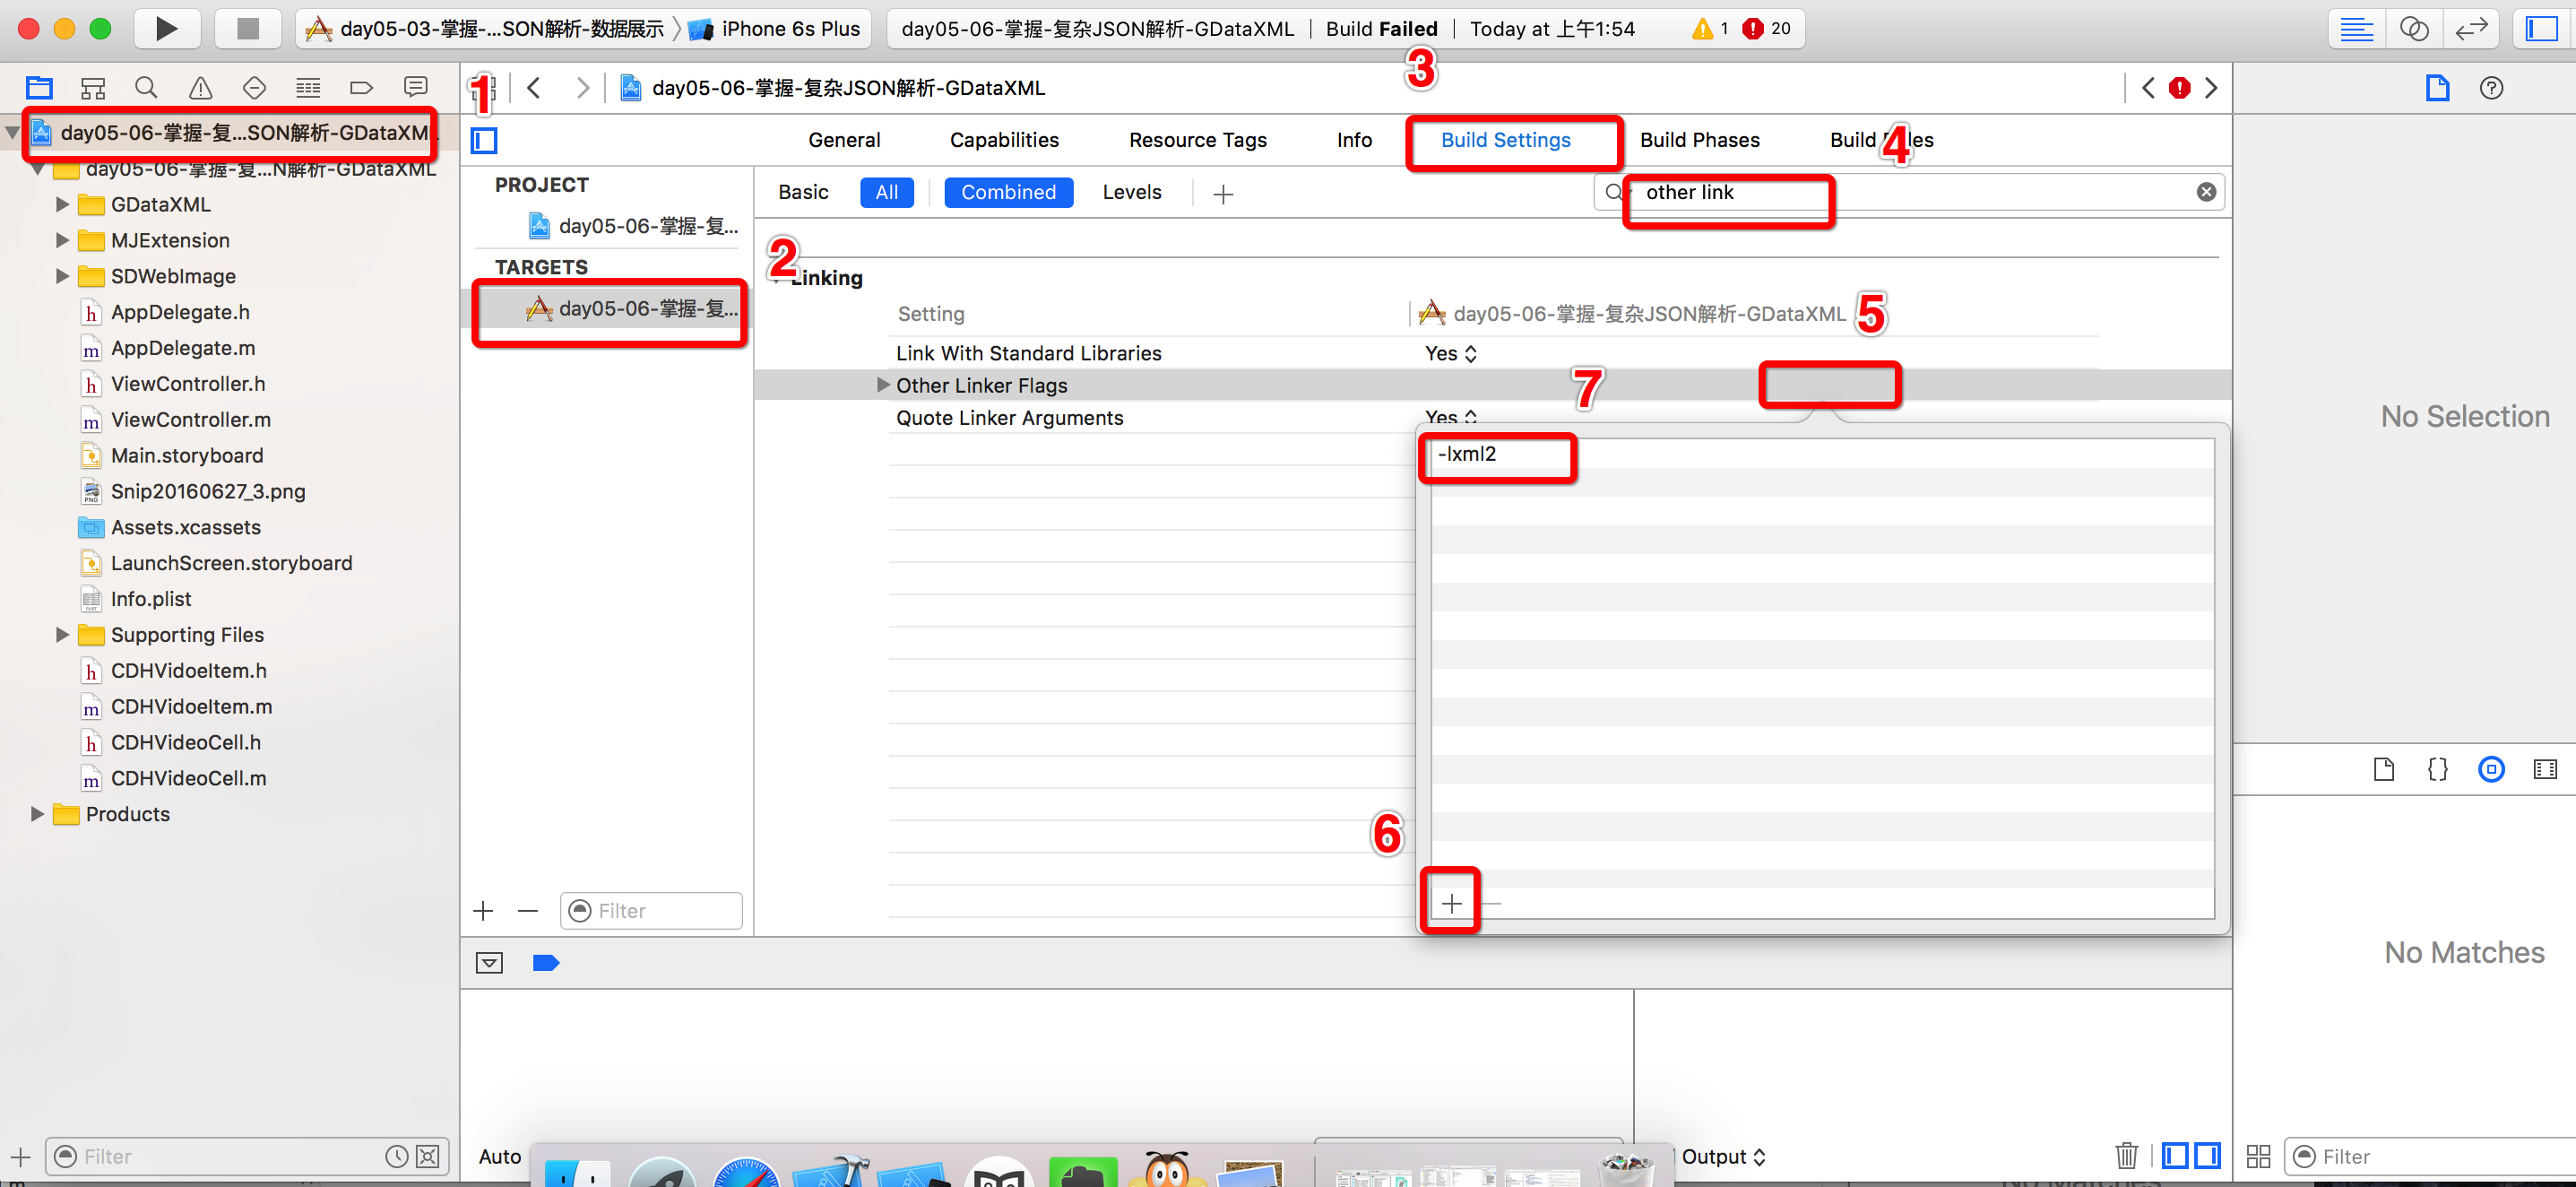 day05-03-掌握-...SON解析-数据展示
iPhone 6s Plus
day05-06-掌握-复杂JSON解析-GDataXML
Build Failed
Today at 上午1:54
1
20
1
3
day05-06-掌握-复杂JSON解析-GDataXML
day05-06-掌握-复...SON解析-GDataXML
General
Capabilities
Resource Tags
Info
Build Settings
Build Phases
4
day05-06-掌握-复...N解析-GDataXML
PROJECT
Basic
All
Combined
Levels
other link
GDataXML
day05-06-掌握-复...
MJExtension
2
TARGETS
SDWebImage
Linking
day05-06-掌握-复...
AppDelegate.h
Setting
day05-06-掌握-复杂JSON解析-GDataXML
5
AppDelegate.m
Link With Standard Libraries
Yes
ViewController.h
Other Linker Flags
7
ViewController.m
Quote Linker Arguments
Yes
No Selection
Main.storyboard
-lxml2
Snip20160627_3.png
Assets.xcassets
LaunchScreen.storyboard
Info.plist
Supporting Files
CDHVidoeItem.h
CDHVidoeItem.m
CDHVideoCell.h
CDHVideoCell.m
Products
6
Filter
No Matches
Filter
Auto
Output
Filter